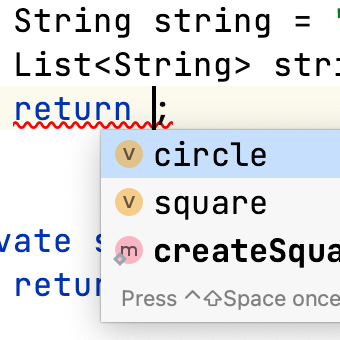 String string =
List<String> stri
return ;
v circle
v square
m createSqua
vate s
retur
Press ^⇧Space once